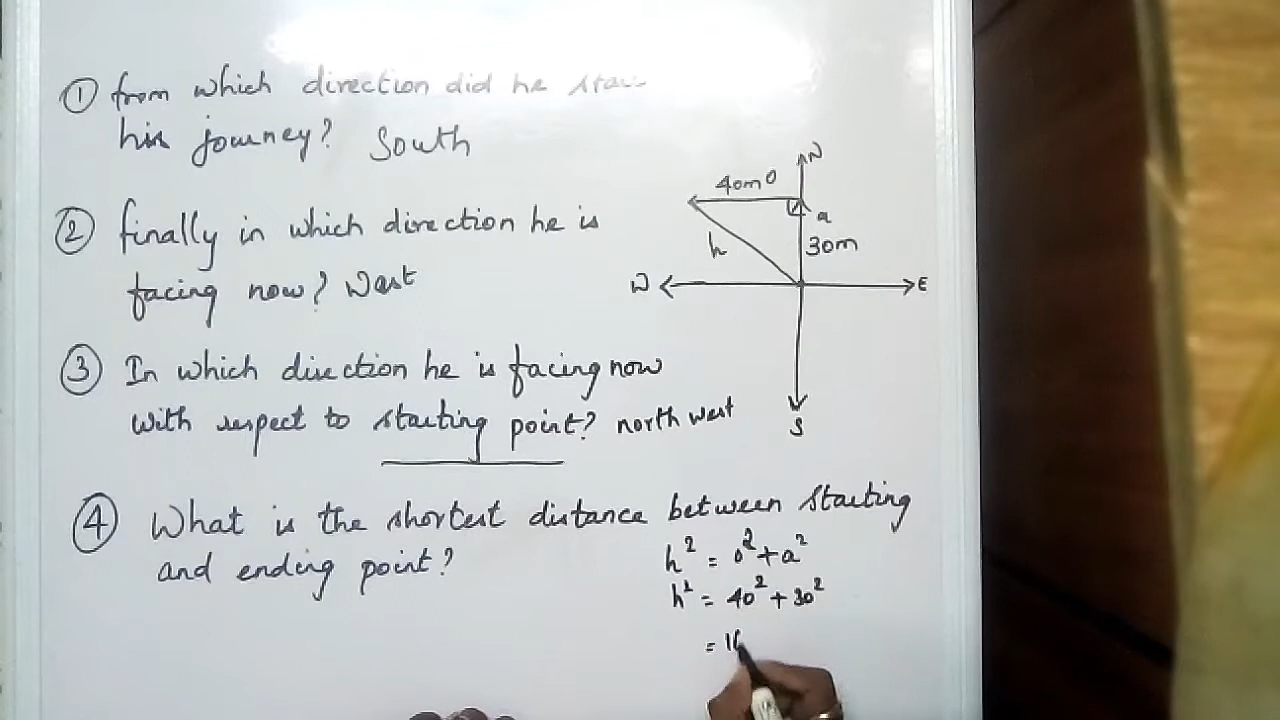 ① from which direction did he
his journey? South
② finally in which direction he is
facing now? West
③ In which direction he is facing now
with respect to starting point? north west
④ What is the shortest distance between starting
and ending point?
N
40m o
a
h
30m
W
E
S
h² = o² + a²
h² = 40² + 30²
= 16